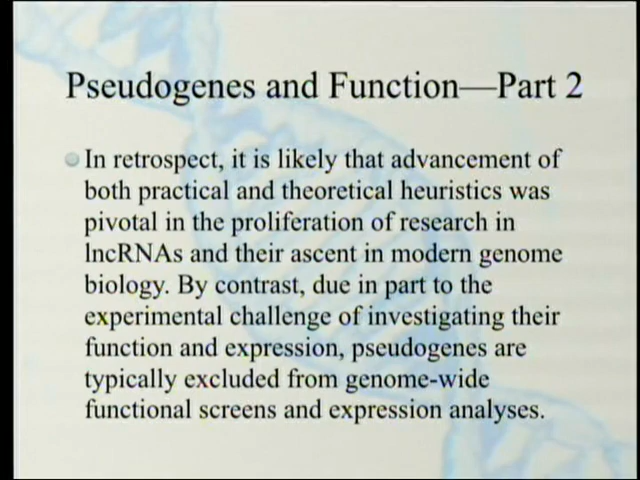 Pseudogenes and Function—Part 2
In retrospect, it is likely that advancement of
both practical and theoretical heuristics was
pivotal in the proliferation of research in
lncRNAs and their ascent in modern genome
biology. By contrast, due in part to the
experimental challenge of investigating their
function and expression, pseudogenes are
typically excluded from genome-wide
functional screens and expression analyses.